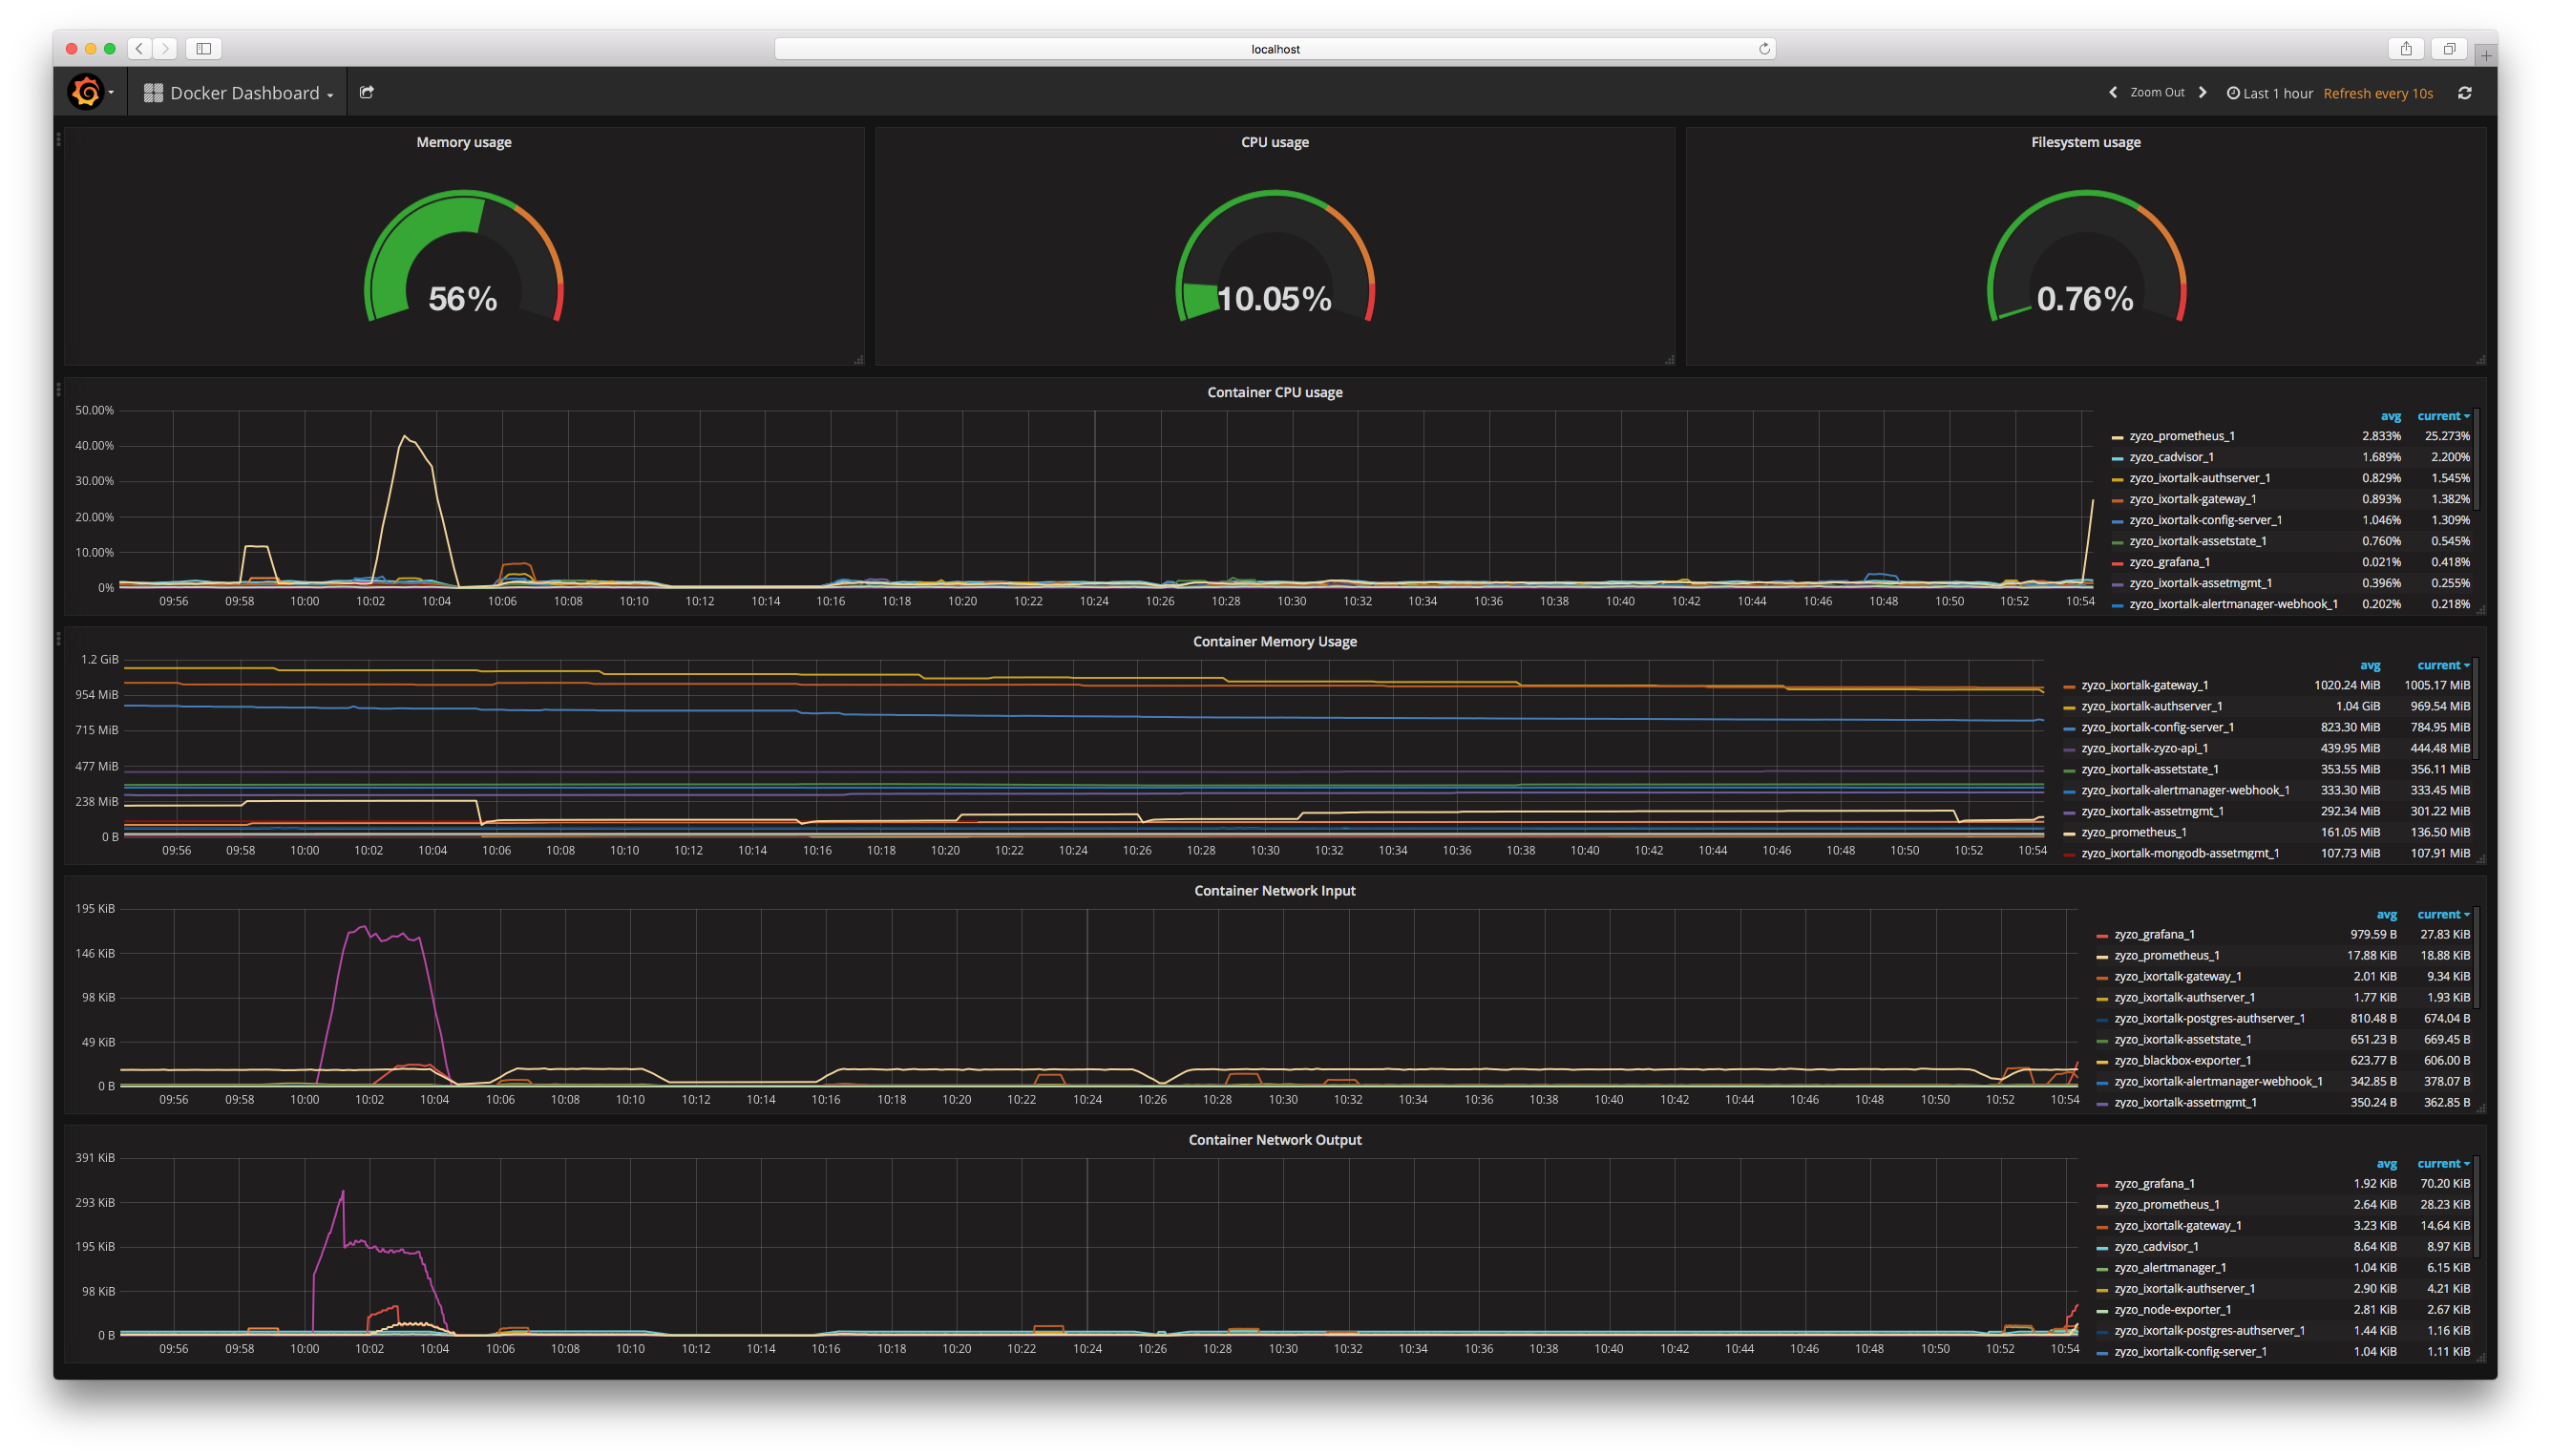 localhost
Docker Dashboard
Zoom Out
Last 1 hour
Refresh every 10s
Memory usage
56%
CPU usage
10.05%
Filesystem usage
0.76%
Container CPU usage
50.00%
40.00%
30.00%
20.00%
10.00%
0%
09:56 09:58 10:00 10:02 10:04 10:06 10:08 10:10 10:12 10:14 10:16 10:18 10:20 10:22 10:24 10:26 10:28 10:30 10:32 10:34 10:36 10:38 10:40 10:42 10:44 10:46 10:48 10:50 10:52 10:54
avg current
zyzo_prometheus_1 2.833% 25.273%
zyzo_cadvisor_1 1.689% 2.200%
zyzo_ixortalk-authserver_1 0.829% 1.545%
zyzo_ixortalk-gateway_1 0.893% 1.382%
zyzo_ixortalk-config-server_1 1.046% 1.309%
zyzo_ixortalk-assetstate_1 0.760% 0.545%
zyzo_grafana_1 0.021% 0.418%
zyzo_ixortalk-assetmgmt_1 0.396% 0.255%
zyzo_ixortalk-alertmanager-webhook_1 0.202% 0.218%
Container Memory Usage
1.2 GiB
954 MiB
715 MiB
477 MiB
238 MiB
0 B
09:56 09:58 10:00 10:02 10:04 10:06 10:08 10:10 10:12 10:14 10:16 10:18 10:20 10:22 10:24 10:26 10:28 10:30 10:32 10:34 10:36 10:38 10:40 10:42 10:44 10:46 10:48 10:50 10:52 10:54
avg current
zyzo_ixortalk-gateway_1 1020.24 MiB 1005.17 MiB
zyzo_ixortalk-authserver_1 1.04 GiB 969.54 MiB
zyzo_ixortalk-config-server_1 823.30 MiB 784.95 MiB
zyzo_ixortalk-zyzo-api_1 439.95 MiB 444.48 MiB
zyzo_ixortalk-assetstate_1 353.55 MiB 356.11 MiB
zyzo_ixortalk-alertmanager-webhook_1 333.30 MiB 333.45 MiB
zyzo_ixortalk-assetmgmt_1 292.34 MiB 301.22 MiB
zyzo_prometheus_1 161.05 MiB 136.50 MiB
zyzo_ixortalk-mongodb-assetmgmt_1 107.73 MiB 107.91 MiB
Container Network Input
195 KiB
146 KiB
98 KiB
49 KiB
0 B
09:56 09:58 10:00 10:02 10:04 10:06 10:08 10:10 10:12 10:14 10:16 10:18 10:20 10:22 10:24 10:26 10:28 10:30 10:32 10:34 10:36 10:38 10:40 10:42 10:44 10:46 10:48 10:50 10:52 10:54
avg current
zyzo_grafana_1 979.59 B 27.83 KiB
zyzo_prometheus_1 17.88 KiB 18.88 KiB
zyzo_ixortalk-gateway_1 2.01 KiB 9.34 KiB
zyzo_ixortalk-authserver_1 1.77 KiB 1.93 KiB
zyzo_ixortalk-postgres-authserver_1 810.48 B 674.04 B
zyzo_ixortalk-assetstate_1 651.23 B 669.45 B
zyzo_blackbox-exporter_1 623.77 B 606.00 B
zyzo_ixortalk-alertmanager-webhook_1 342.85 B 378.07 B
zyzo_ixortalk-assetmgmt_1 350.24 B 362.85 B
Container Network Output
391 KiB
293 KiB
195 KiB
98 KiB
0 B
09:56 09:58 10:00 10:02 10:04 10:06 10:08 10:10 10:12 10:14 10:16 10:18 10:20 10:22 10:24 10:26 10:28 10:30 10:32 10:34 10:36 10:38 10:40 10:42 10:44 10:46 10:48 10:50 10:52 10:54
avg current
zyzo_grafana_1 1.92 KiB 70.20 KiB
zyzo_prometheus_1 2.64 KiB 28.23 KiB
zyzo_ixortalk-gateway_1 3.23 KiB 14.64 KiB
zyzo_cadvisor_1 8.64 KiB 8.97 KiB
zyzo_alertmanager_1 1.04 KiB 6.15 KiB
zyzo_ixortalk-authserver_1 2.90 KiB 4.21 KiB
zyzo_node-exporter_1 2.81 KiB 2.67 KiB
zyzo_ixortalk-postgres-authserver_1 1.44 KiB 1.16 KiB
zyzo_ixortalk-config-server_1 1.04 KiB 1.11 KiB